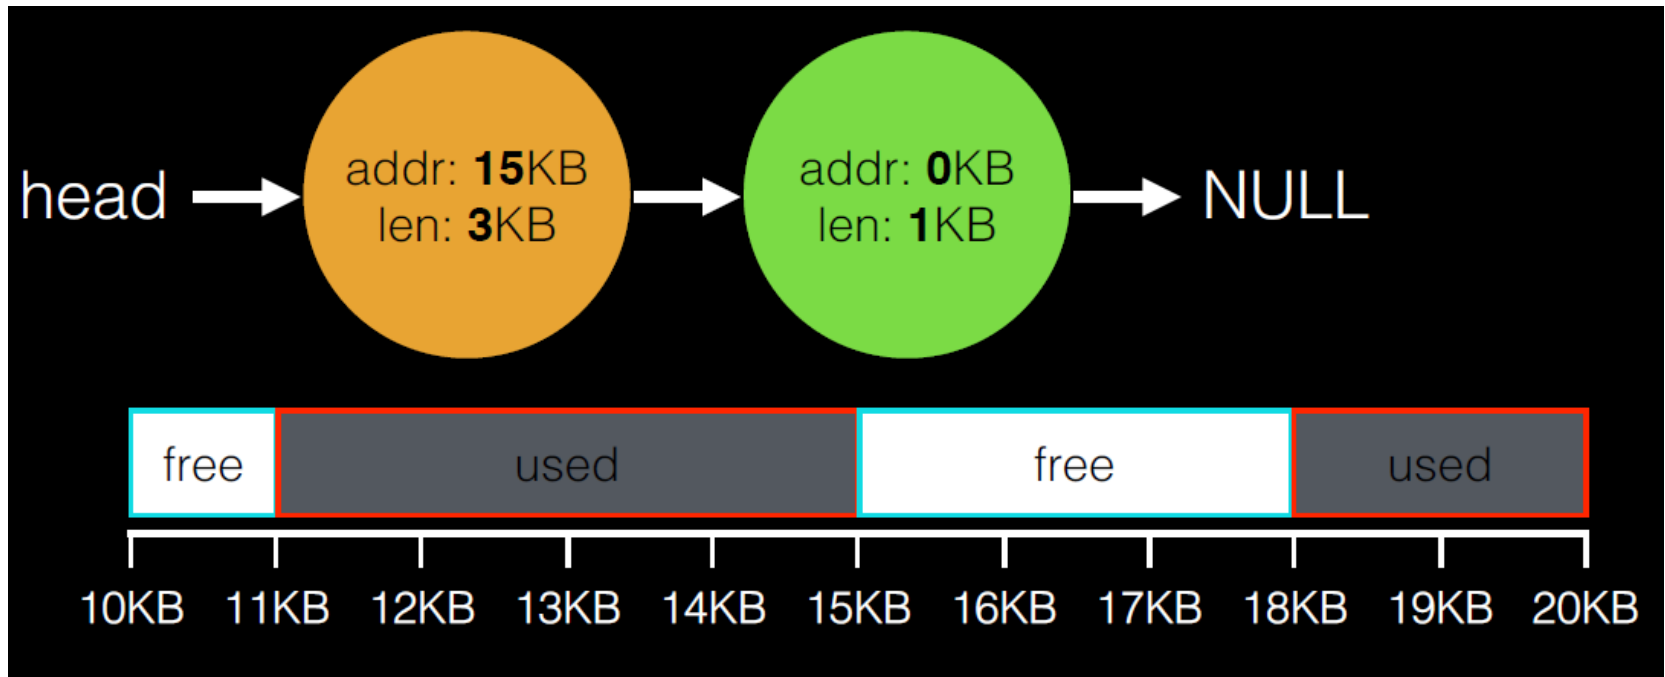 head
addr: 15KB
len: 3KB
addr: 0KB
len: 1KB
NULL
free used free used
10KB 11KB 12KB 13KB 14KB 15KB 16KB 17KB 18KB 19KB 20KB